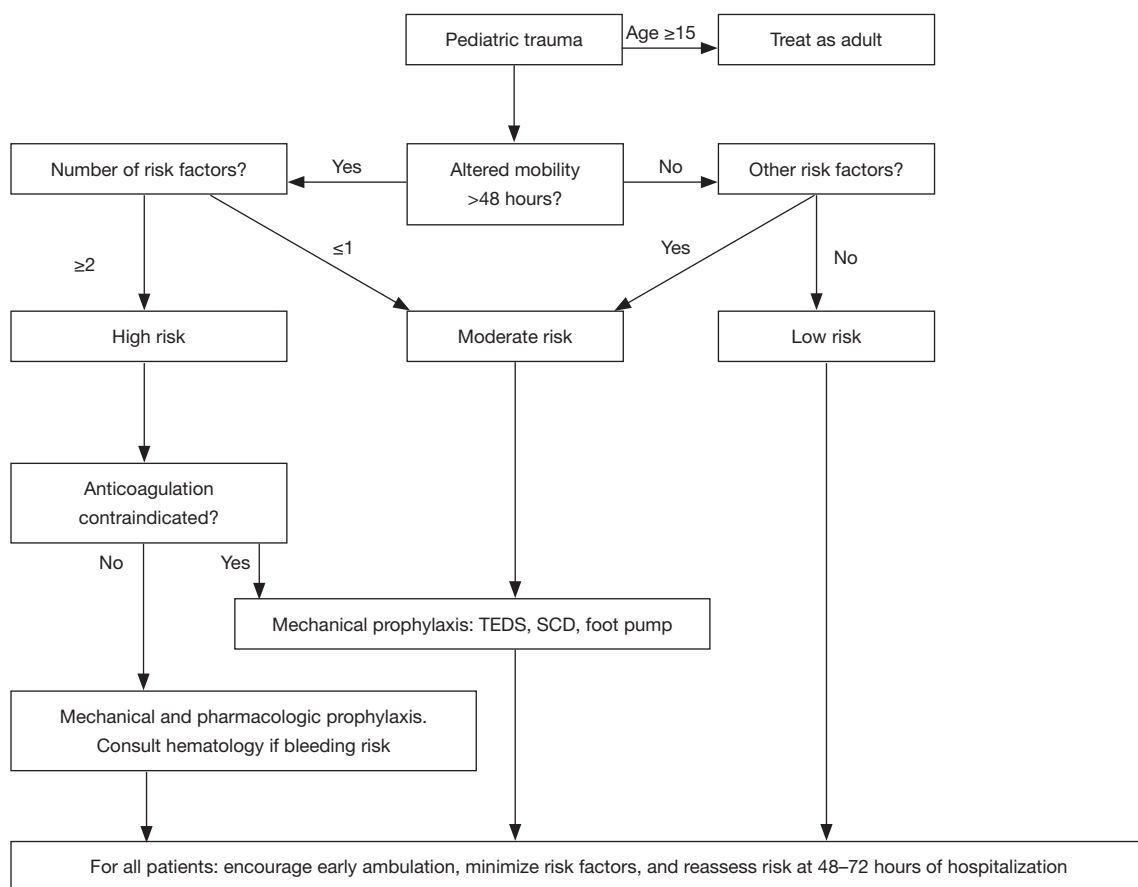 Pediatric trauma
Age ≥15
Treat as adult
Number of risk factors?
Yes
Altered mobility
>48 hours?
No
Other risk factors?
≥2
≤1
Yes
No
High risk
Moderate risk
Low risk
Anticoagulation
contraindicated?
No
Yes
Mechanical prophylaxis: TEDS, SCD, foot pump
Mechanical and pharmacologic prophylaxis.
Consult hematology if bleeding risk
For all patients: encourage early ambulation, minimize risk factors, and reassess risk at 48–72 hours of hospitalization